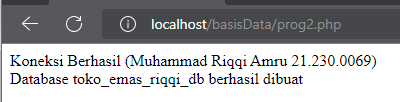 localhost/basisData/prog2.php
Koneksi Berhasil (Muhammad Riqqi Amru 21.230.0069)
Database toko_emas_riqqi_db berhasil dibuat